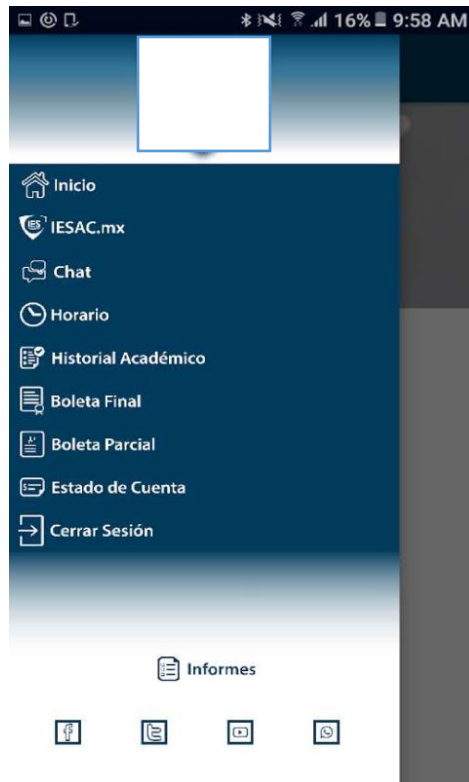 16% 9:58 AM
Inicio
IES IESAC.mx
Chat
Horario
Historial Académico
Boleta Final
Boleta Parcial
Estado de Cuenta
Cerrar Sesión
Informes